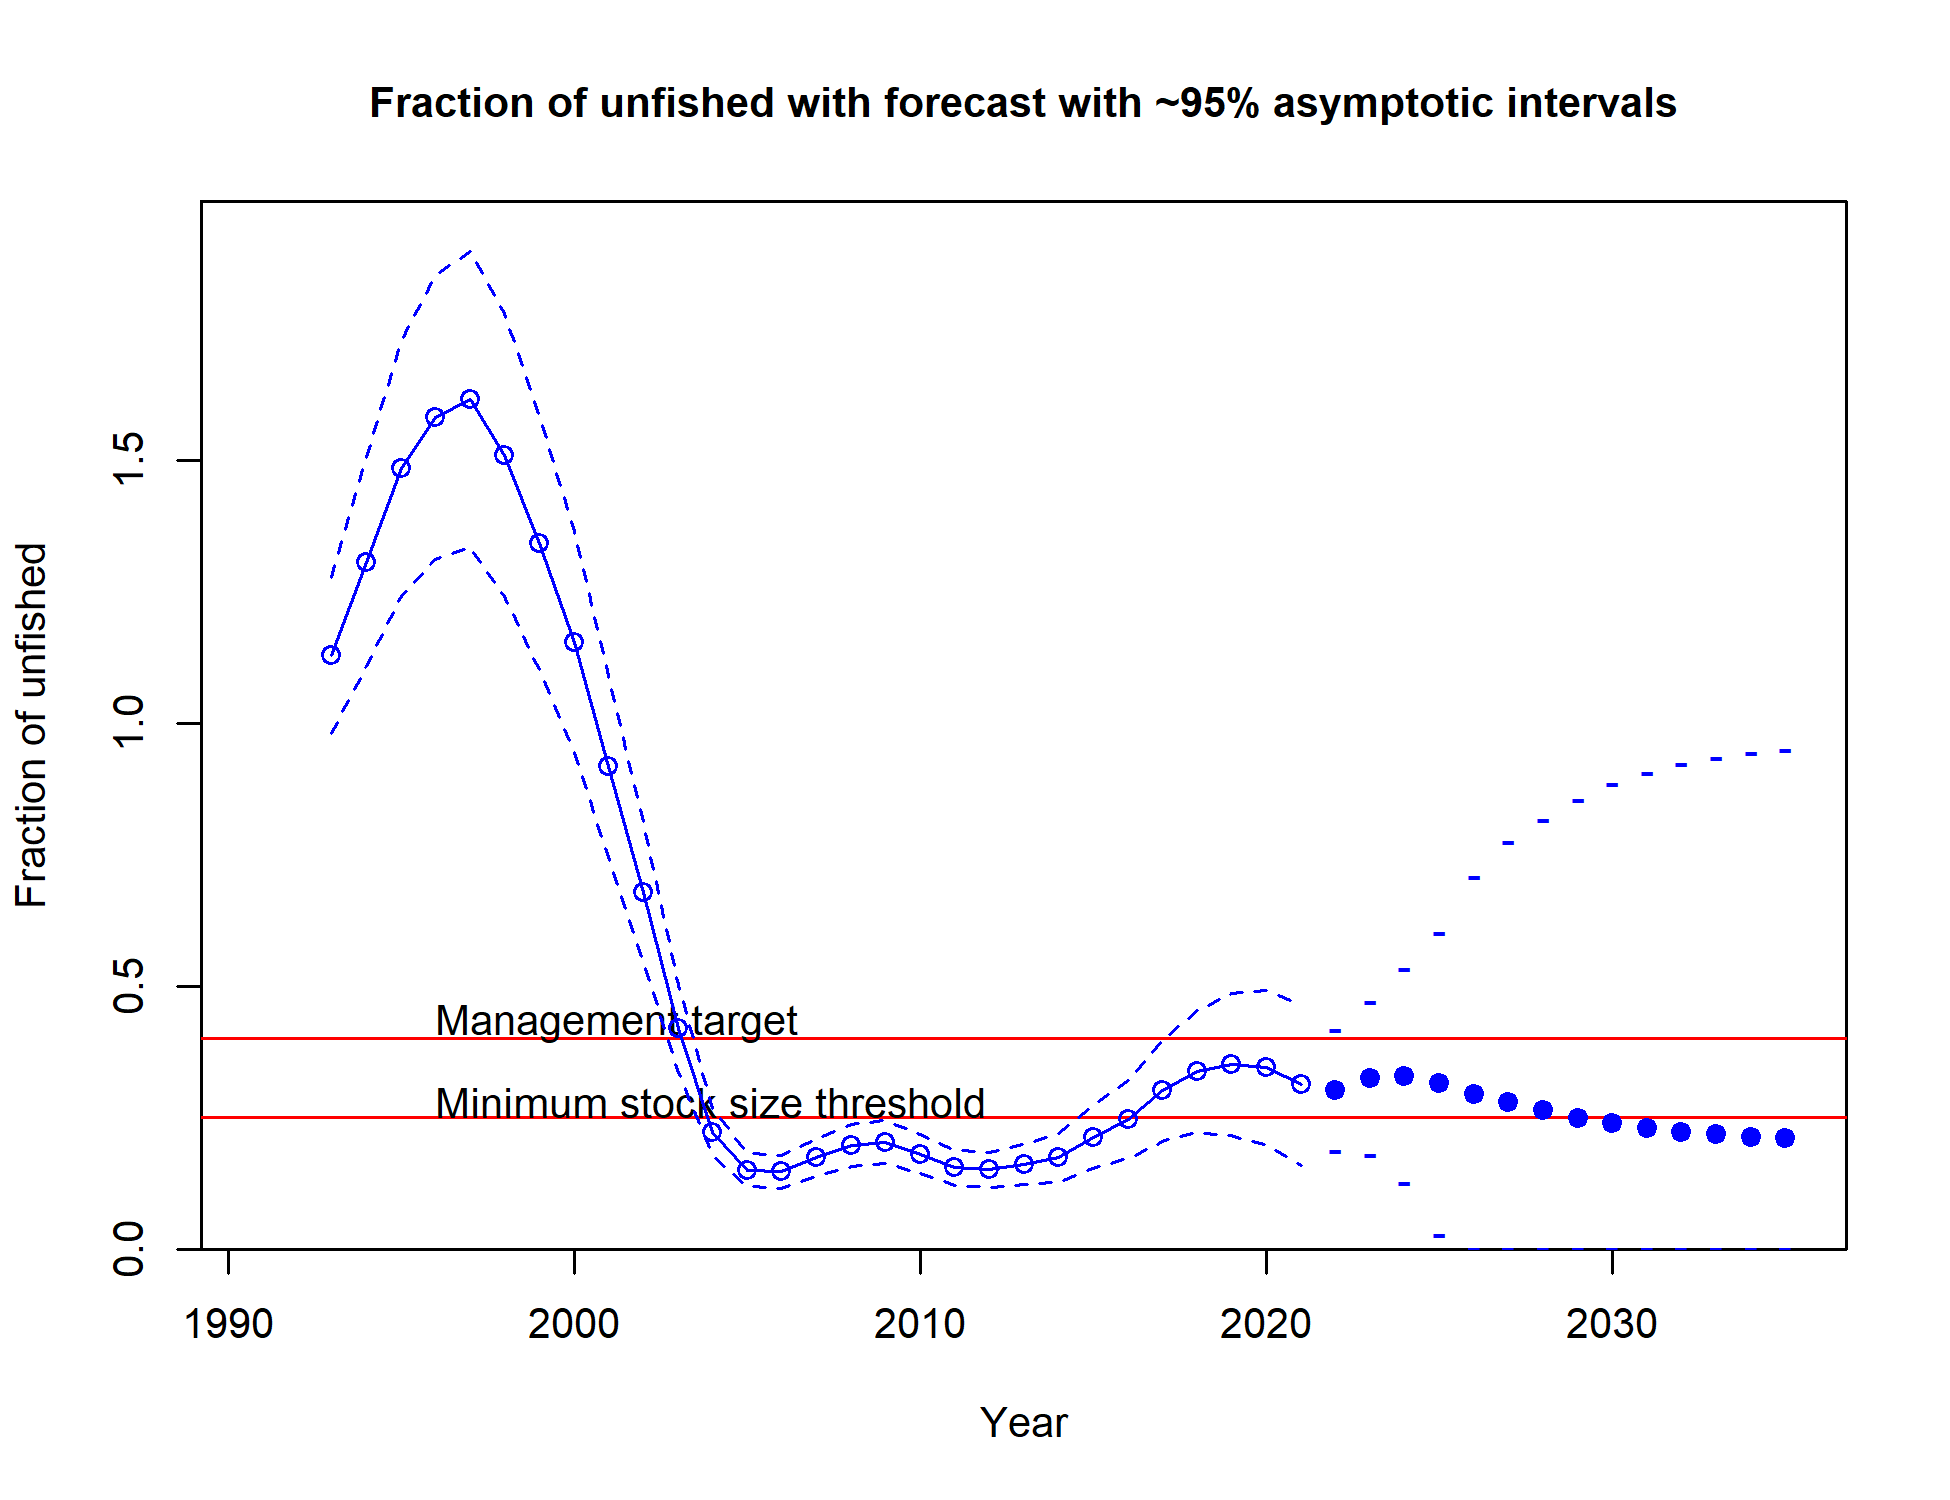 Fraction of unfished with forecast with ~95% asymptotic intervals
Fraction of unfished
1.5
1.0
0.5
0.0
Management target
Minimum stock size threshold
1990 2000 2010 2020 2030
Year